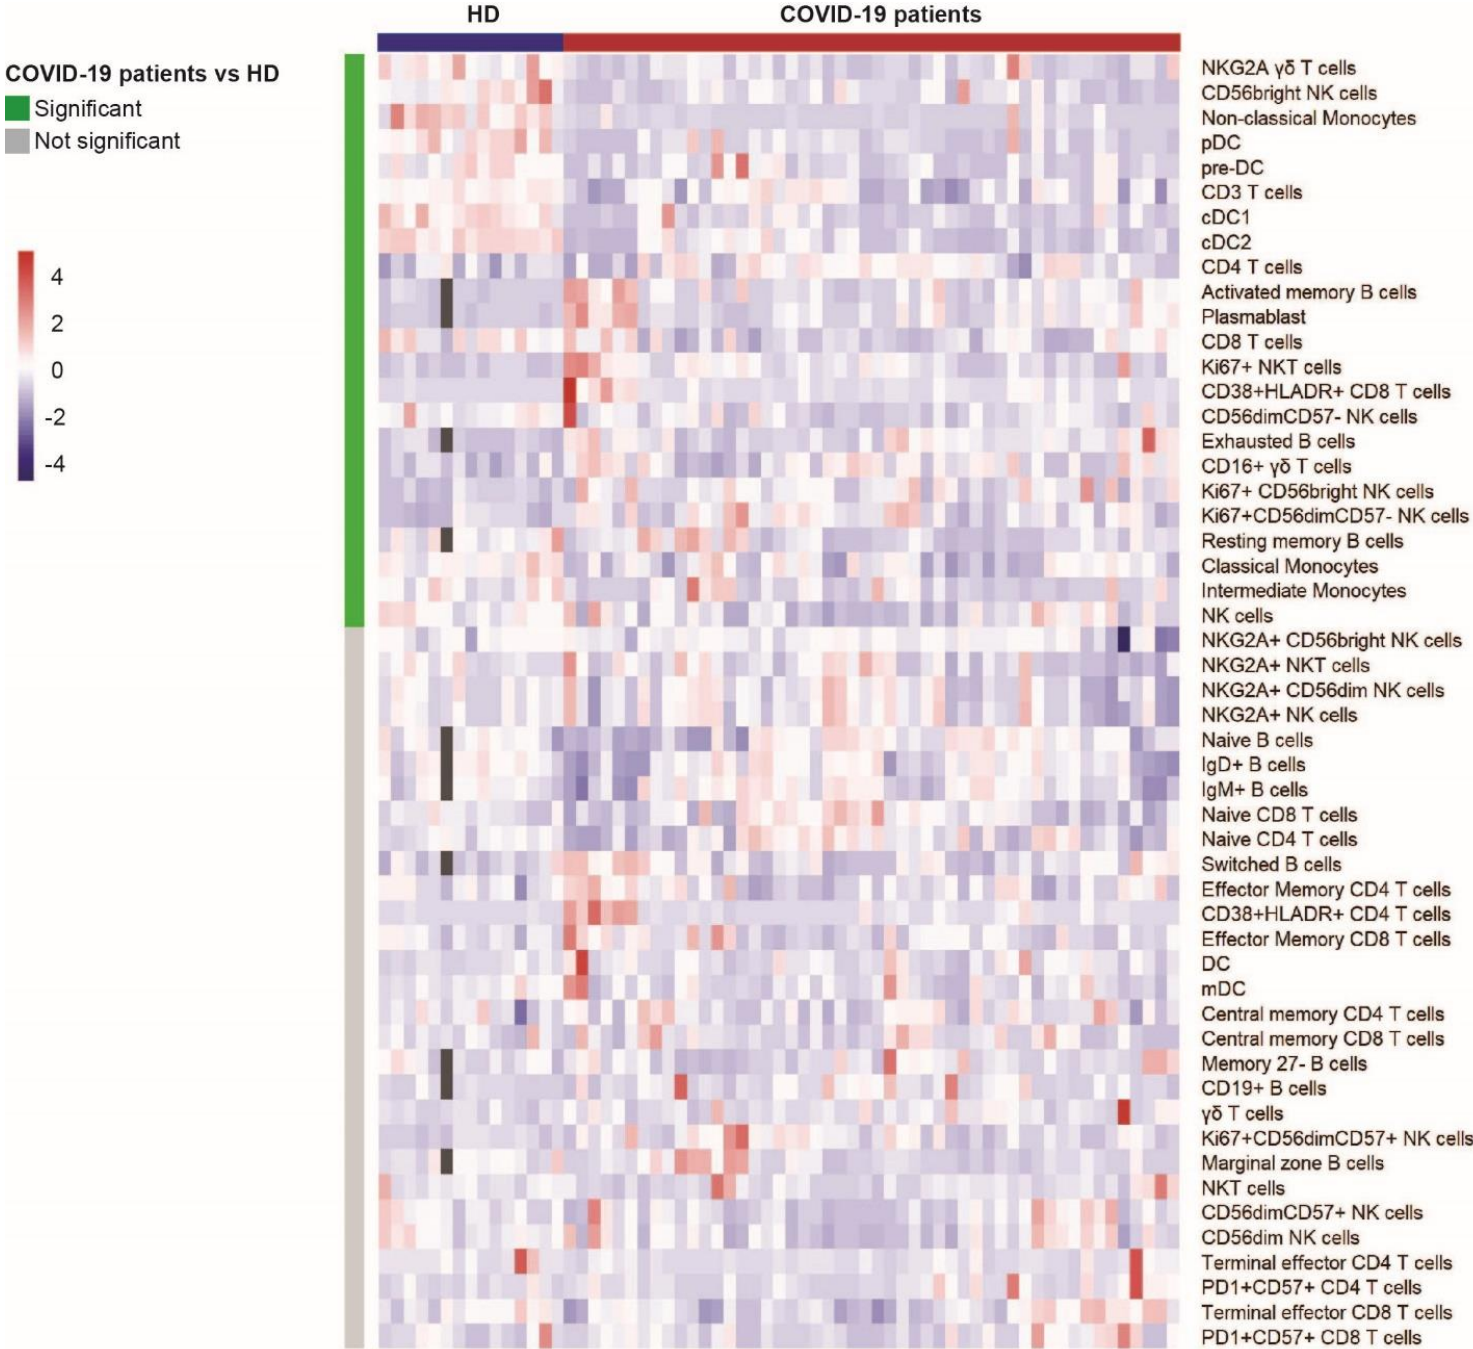 HD
COVID-19 patients
COVID-19 patients vs HD
Significant
Not significant
4
2
0
-2
-4
NKG2A γδ T cells
CD56bright NK cells
Non-classical Monocytes
pDC
pre-DC
CD3 T cells
cDC1
cDC2
CD4 T cells
Activated memory B cells
Plasmablast
CD8 T cells
Ki67+ NKT cells
CD38+HLADR+ CD8 T cells
CD56dimCD57- NK cells
Exhausted B cells
CD16+ γδ T cells
Ki67+ CD56bright NK cells
Ki67+CD56dimCD57- NK cells
Resting memory B cells
Classical Monocytes
Intermediate Monocytes
NK cells
NKG2A+ CD56bright NK cells
NKG2A+ NKT cells
NKG2A+ CD56dim NK cells
NKG2A+ NK cells
Naive B cells
IgD+ B cells
IgM+ B cells
Naive CD8 T cells
Naive CD4 T cells
Switched B cells
Effector Memory CD4 T cells
CD38+HLADR+ CD4 T cells
Effector Memory CD8 T cells
DC
mDC
Central memory CD4 T cells
Central memory CD8 T cells
Memory 27- B cells
CD19+ B cells
γδ T cells
Ki67+CD56dimCD57+ NK cells
Marginal zone B cells
NKT cells
CD56dimCD57+ NK cells
CD56dim NK cells
Terminal effector CD4 T cells
PD1+CD57+ CD4 T cells
Terminal effector CD8 T cells
PD1+CD57+ CD8 T cells